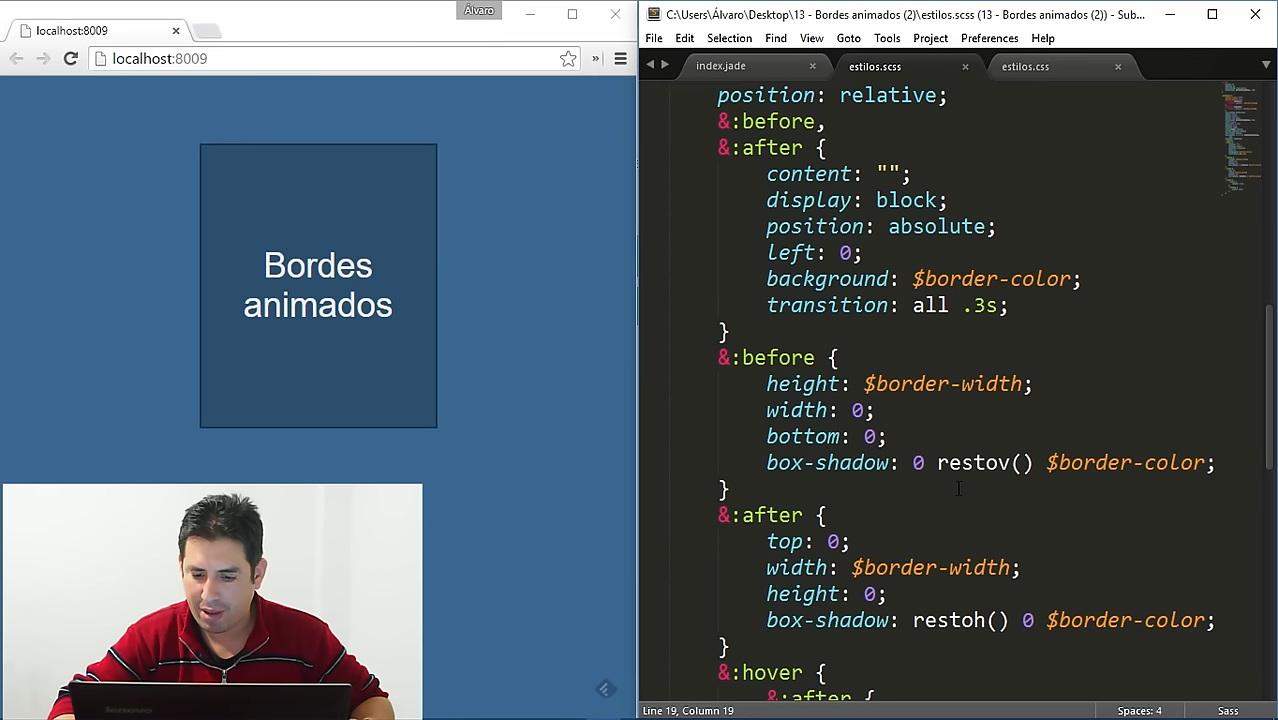 Álvaro
localhost:8009
localhost:8009
Bordes
animados
C:\Users\Álvaro\Desktop\13 - Bordes animados (2)\estilos.scss (13 - Bordes animados (2)) - Sub...
File Edit Selection Find View Goto Tools Project Preferences Help
index.jade estilos.scss estilos.css
position: relative;
&:before,
&:after {
content: "";
display: block;
position: absolute;
left: 0;
background: $border-color;
transition: all .3s;
}
&:before {
height: $border-width;
width: 0;
bottom: 0;
box-shadow: 0 restov() $border-color;
}
&:after {
top: 0;
width: $border-width;
height: 0;
box-shadow: restoh() 0 $border-color;
}
&:hover {
&:after {
Line 19, Column 19 Spaces: 4 Sass